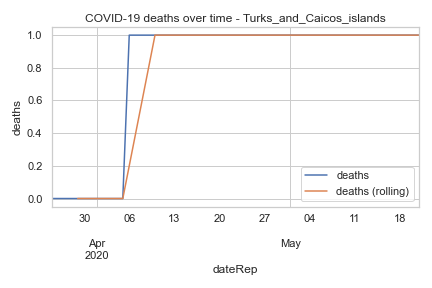 COVID-19 deaths over time - Turks_and_Caicos_islands
1.0
0.8
0.6
0.4
0.2
0.0
deaths
deaths
deaths (rolling)
30 06 13 20 27 04 11 18
Apr May
2020
dateRep